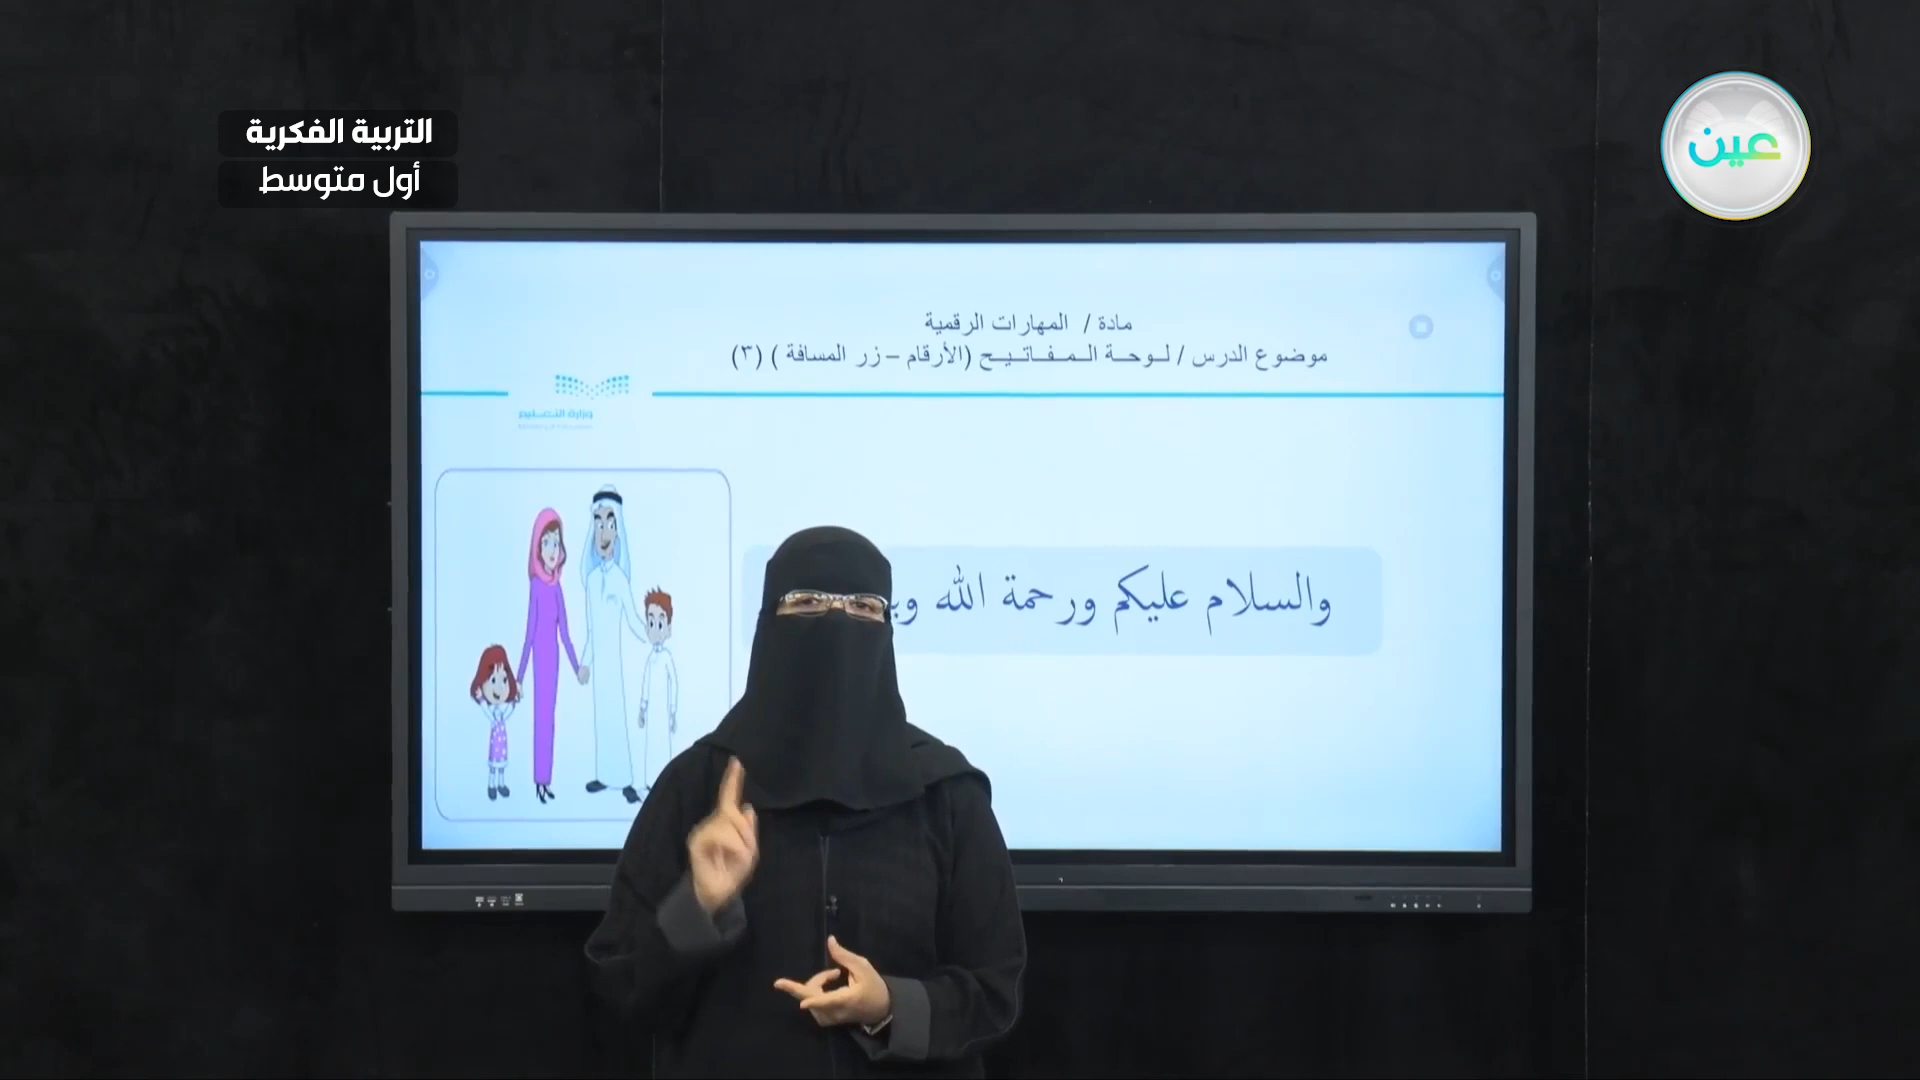 التربية الفكرية
أول متوسط
عين
مادة / المهارات الرقمية
موضوع الدرس / لـوحـة الـمـفـاتـيـح (الأرقام – زر المسافة ) (٣)
وزارة التعـليم
والسلام عليكم ورحمة الله